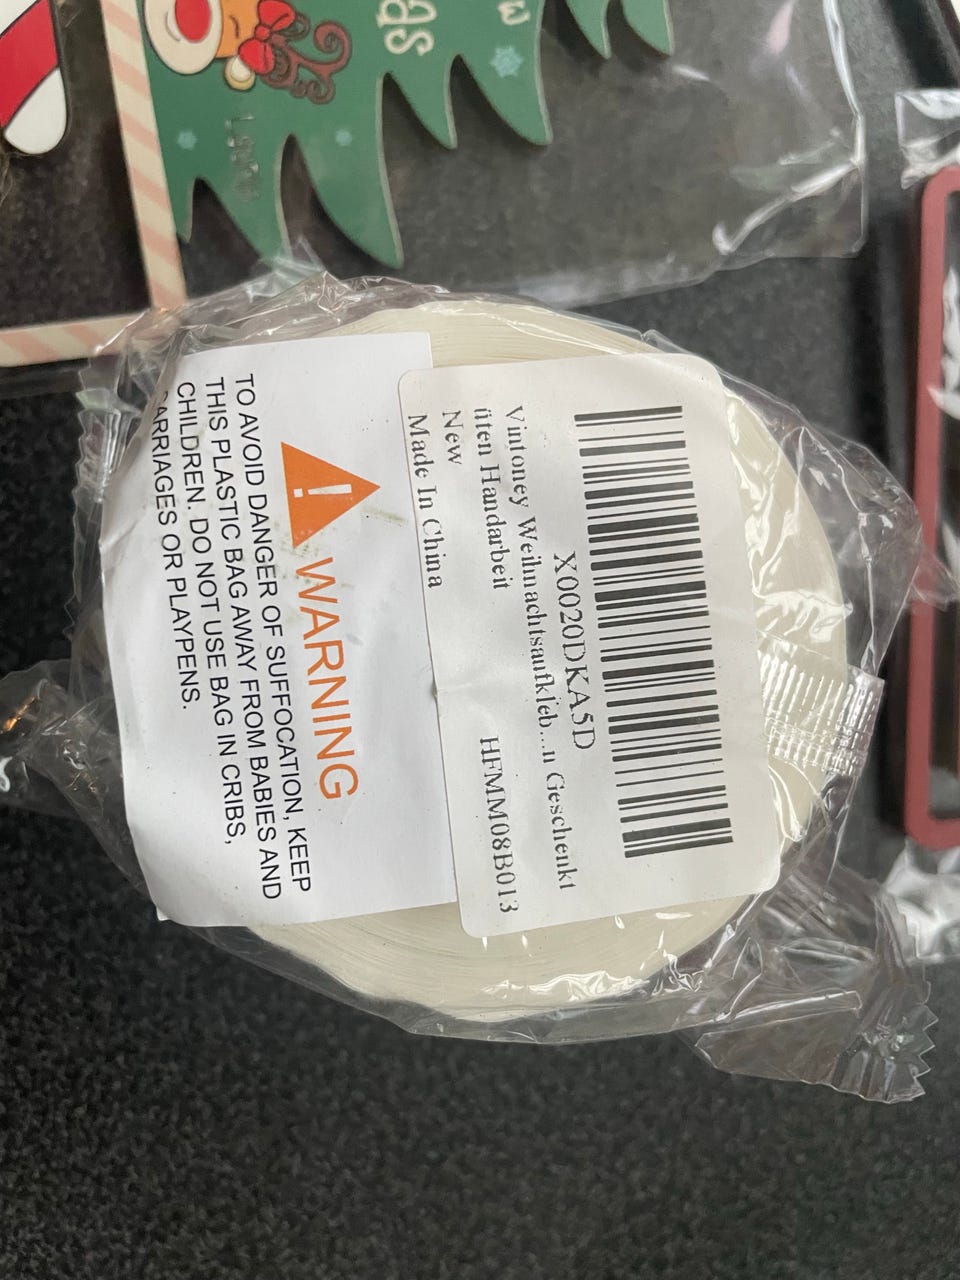 X0020DKA5D
Vintoney Weihnachtsaufkleb...n Geschenkt
üten Handarbeit
HFMM08B013
New
Made In China
WARNING
TO AVOID DANGER OF SUFFOCATION, KEEP
THIS PLASTIC BAG AWAY FROM BABIES AND
CHILDREN. DO NOT USE BAG IN CRIBS,
CARRIAGES OR PLAYPENS.